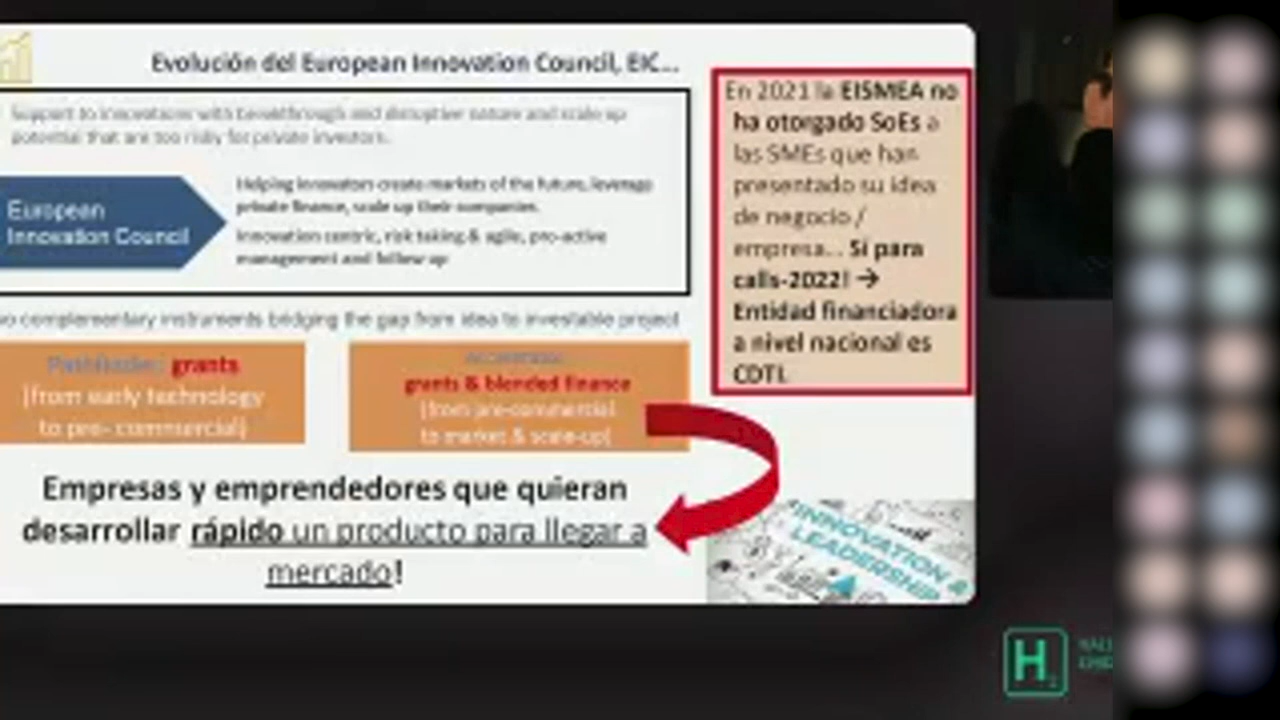 Evolución del European Innovation Council, EIC...
Support to innovations with breakthrough and disruptive nature and scale up
potential that are too risky for private investors.
European
Innovation Council
Helping innovators create markets of the future, leverage
private finance, scale up their companies.
Innovation centric, risk taking & agile, pro-active
management and follow up
complementary instruments bridging the gap from idea to investable project
Pathfinder: grants
(from early technology
to pre- commercial)
grants & blended finance
(from pre-commercial
to market & scale-up)
Empresas y emprendedores que quieran
desarrollar rápido un producto para llegar a
mercado!
En 2021 la EISMEA no
ha otorgado SoEs a
las SMEs que han
presentado su idea
de negocio /
empresa... Si para
calls-2022! →
Entidad financiadora
a nivel nacional es
CDTI.
INNOVATION &
LEADERSHIP
H2